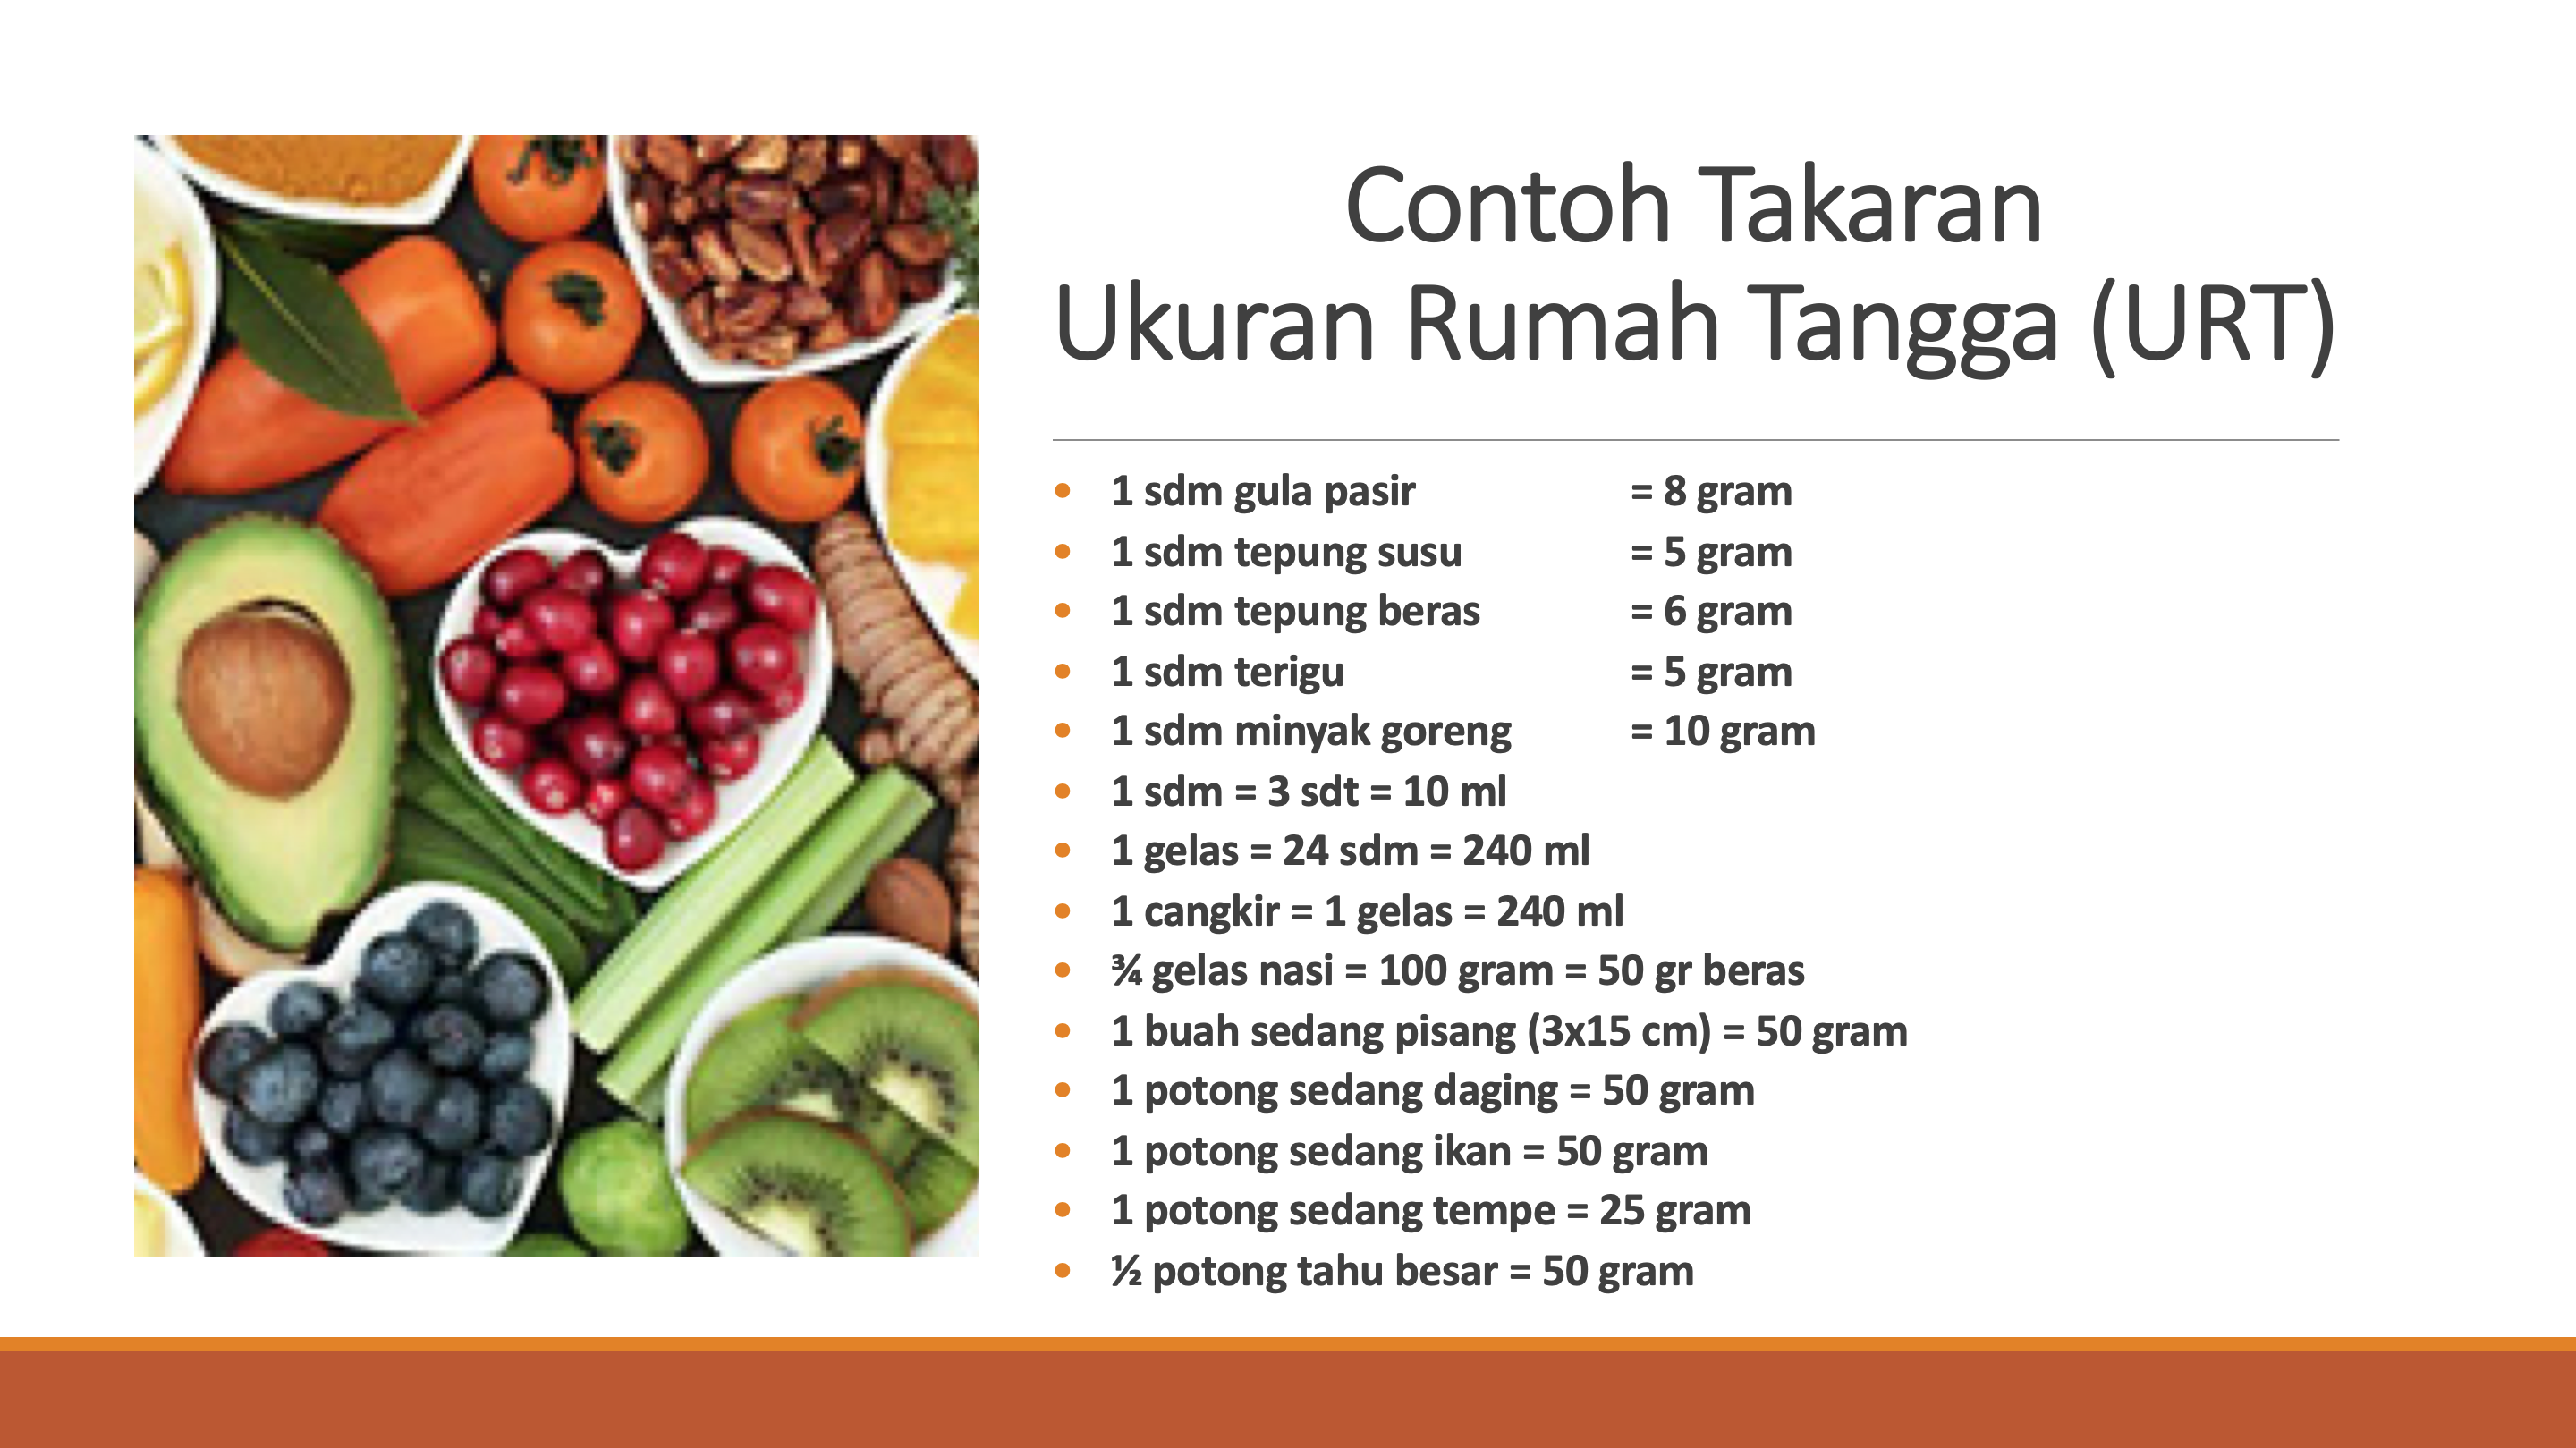 Contoh Takaran
Ukuran Rumah Tangga (URT)
• 1 sdm gula pasir = 8 gram
• 1 sdm tepung susu = 5 gram
• 1 sdm tepung beras = 6 gram
• 1 sdm terigu = 5 gram
• 1 sdm minyak goreng = 10 gram
• 1 sdm = 3 sdt = 10 ml
• 1 gelas = 24 sdm = 240 ml
• 1 cangkir = 1 gelas = 240 ml
• ¾ gelas nasi = 100 gram = 50 gr beras
• 1 buah sedang pisang (3x15 cm) = 50 gram
• 1 potong sedang daging = 50 gram
• 1 potong sedang ikan = 50 gram
• 1 potong sedang tempe = 25 gram
• ½ potong tahu besar = 50 gram